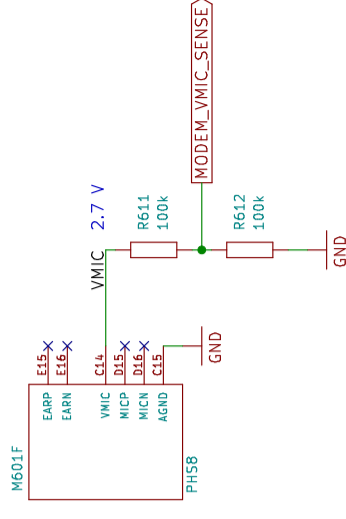 MODEM_VMIC_SENSE
2.7 V
VMIC
R611
100k
R612
100k
GND
E15
E16
C14
D15
D16
C15
GND
EARP
EARN
VMIC
MICP
MICN
AGND
M601F
PHS8